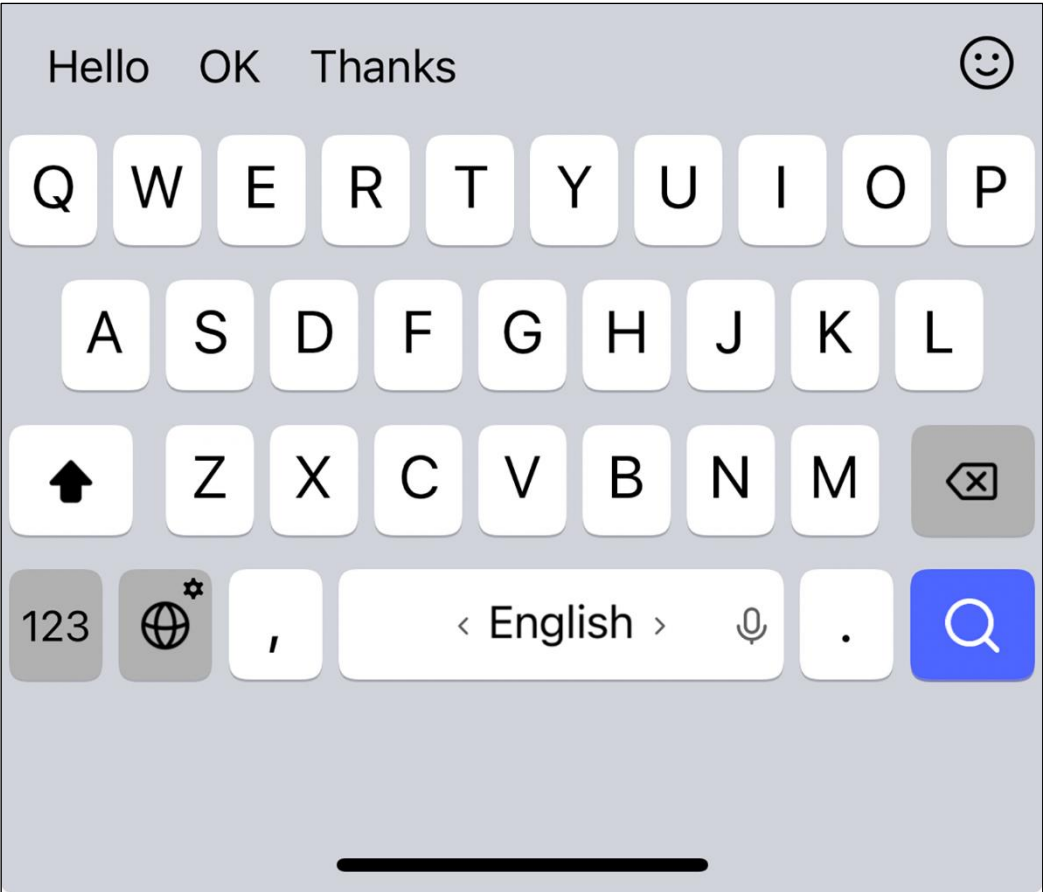 Hello OK Thanks
Q W E R T Y U I O P
A S D F G H J K L
Z X C V B N M
123 , < English > .